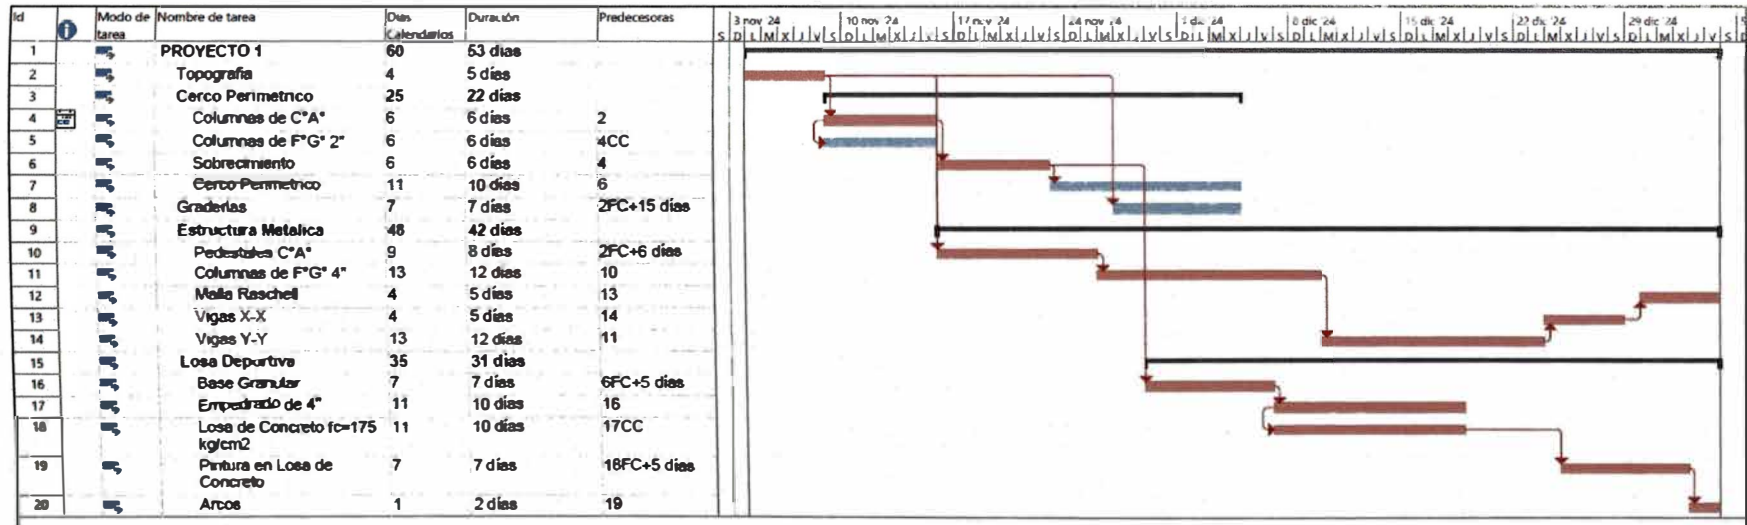 Id Modo de tarea Nombre de tarea Días Calendarios Duración Predecesoras 3 nov '24 10 nov '24 17 nov '24 24 nov '24 1 dic '24 8 dic '24 15 dic '24 22 dic '24 29 dic '24
1 PROYECTO 1 60 53 días
2 Topografia 4 5 días
3 Cerco Perimetrico 25 22 días
4 Columnas de C°A° 6 6 días 2
5 Columnas de F°G° 2" 6 6 días 4CC
6 Sobrecimiento 6 6 días 4
7 Cerco Perimetrico 11 10 días 6
8 Graderias 7 7 días 2FC+15 días
9 Estructura Metalica 48 42 días
10 Pedestales C°A° 9 8 días 2FC+6 días
11 Columnas de F°G° 4" 13 12 días 10
12 Malla Raschell 4 5 días 13
13 Vigas X-X 4 5 días 14
14 Vigas Y-Y 13 12 días 11
15 Losa Deportiva 35 31 días
16 Base Granular 7 7 días 6FC+5 días
17 Empedrado de 4" 11 10 días 16
18 Losa de Concreto fc=175 11 10 días 17CC
kg/cm2
19 Pintura en Losa de 7 7 días 18FC+5 días
Concreto
20 Arcos 1 2 días 19